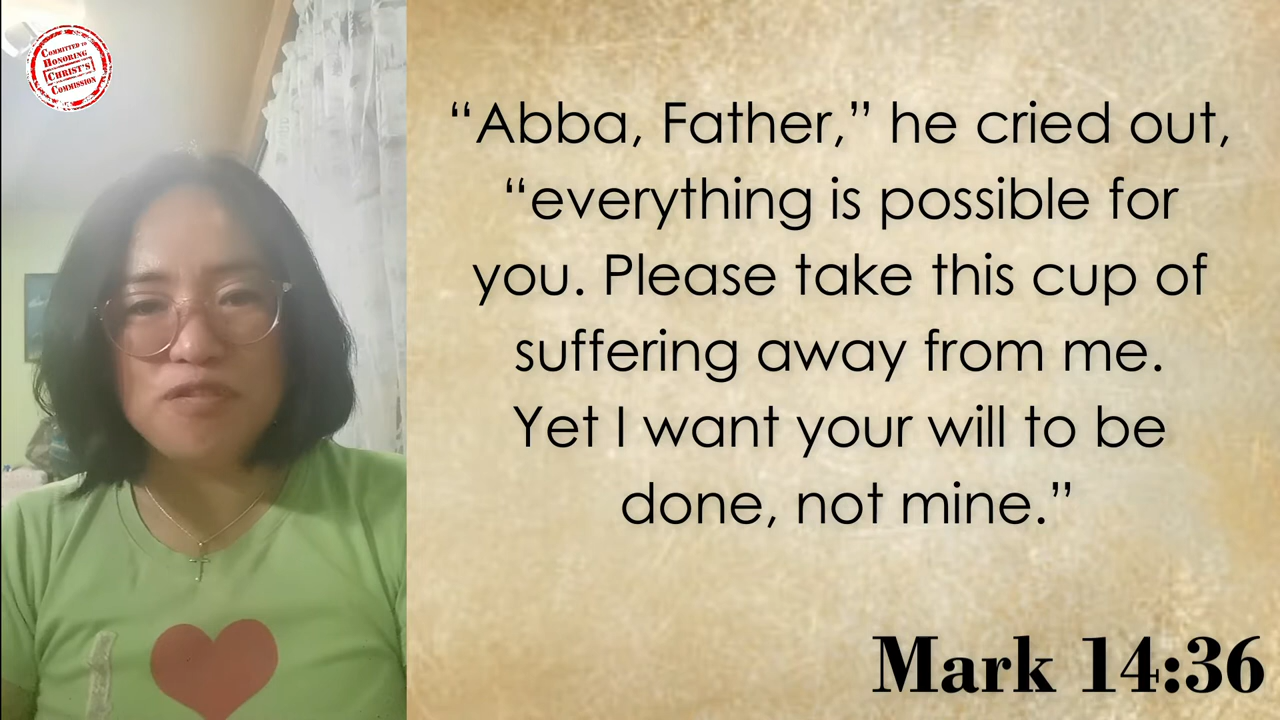 COMMITTED TO
HONORING
CHRIST'S
COMMISSION
“Abba, Father,” he cried out,
“everything is possible for
you. Please take this cup of
suffering away from me.
Yet I want your will to be
done, not mine.”
Mark 14:36
I